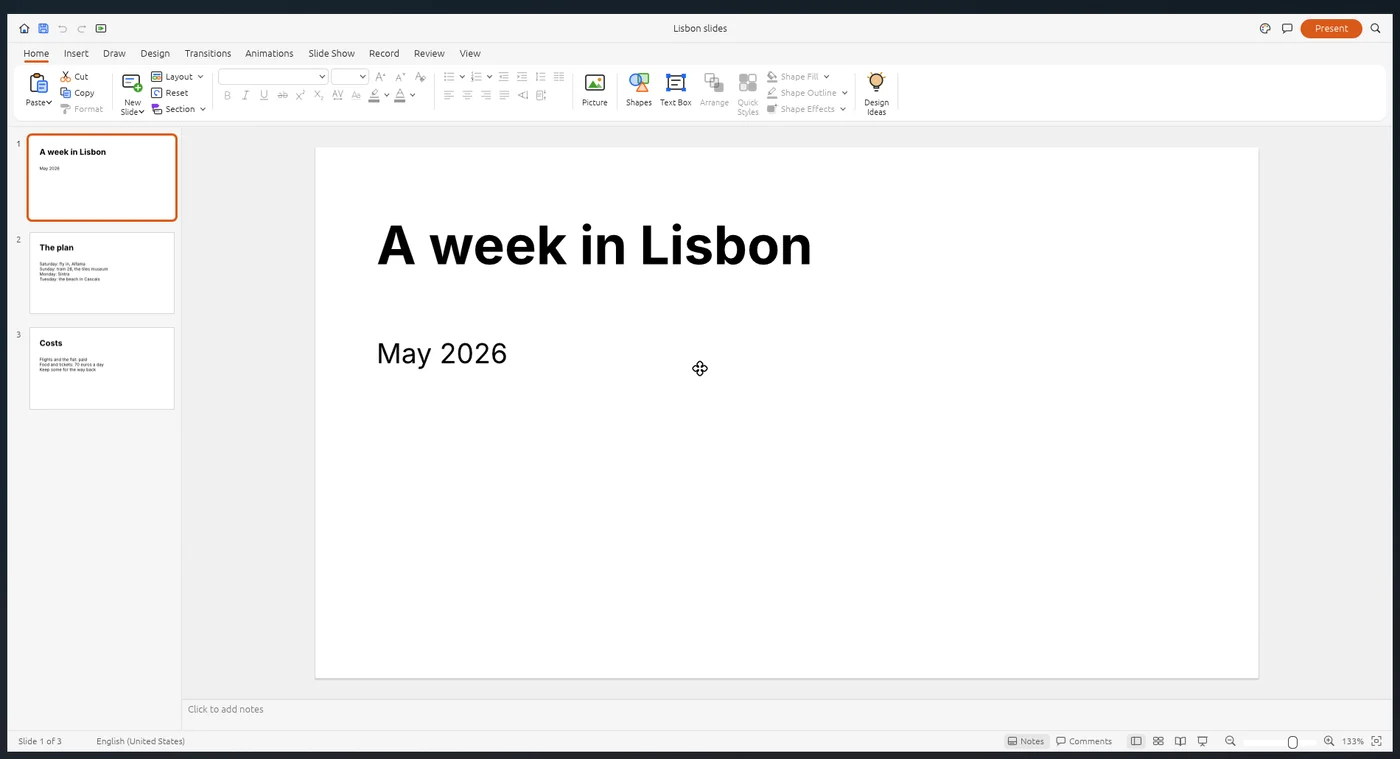 Lisbon slides
Present
Home Insert Draw Design Transitions Animations Slide Show Record Review View
Paste
Cut
Copy
Format
New Slide
Layout
Reset
Section
Picture
Shapes
Text Box
Arrange
Quick Styles
Shape Fill
Shape Outline
Shape Effects
Design Ideas
1
A week in Lisbon
May 2026
2
The plan
Saturday: fly in, Alfama
Sunday: tram 28, the tiles museum
Monday: Sintra
Tuesday: the beach in Cascais
3
Costs
Flights and the flat: paid
Food and tickets: 70 euros a day
Keep some for the way back
A week in Lisbon
May 2026
Click to add notes
Slide 1 of 3
English (United States)
Notes
Comments
133%